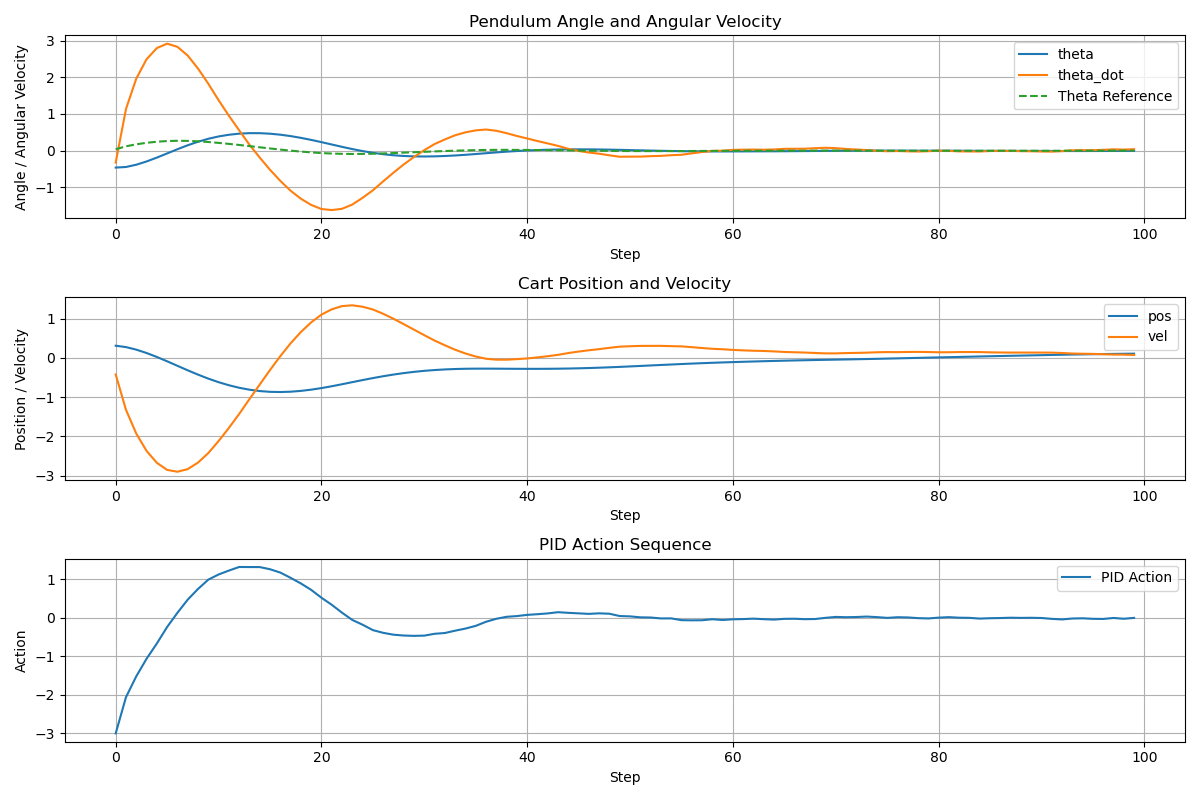 Pendulum Angle and Angular Velocity
Angle / Angular Velocity
3
2
1
0
−1
theta
theta_dot
Theta Reference
0 20 40 60 80 100
Step
Cart Position and Velocity
Position / Velocity
1
0
−1
−2
−3
pos
vel
0 20 40 60 80 100
Step
PID Action Sequence
Action
1
0
−1
−2
−3
PID Action
0 20 40 60 80 100
Step